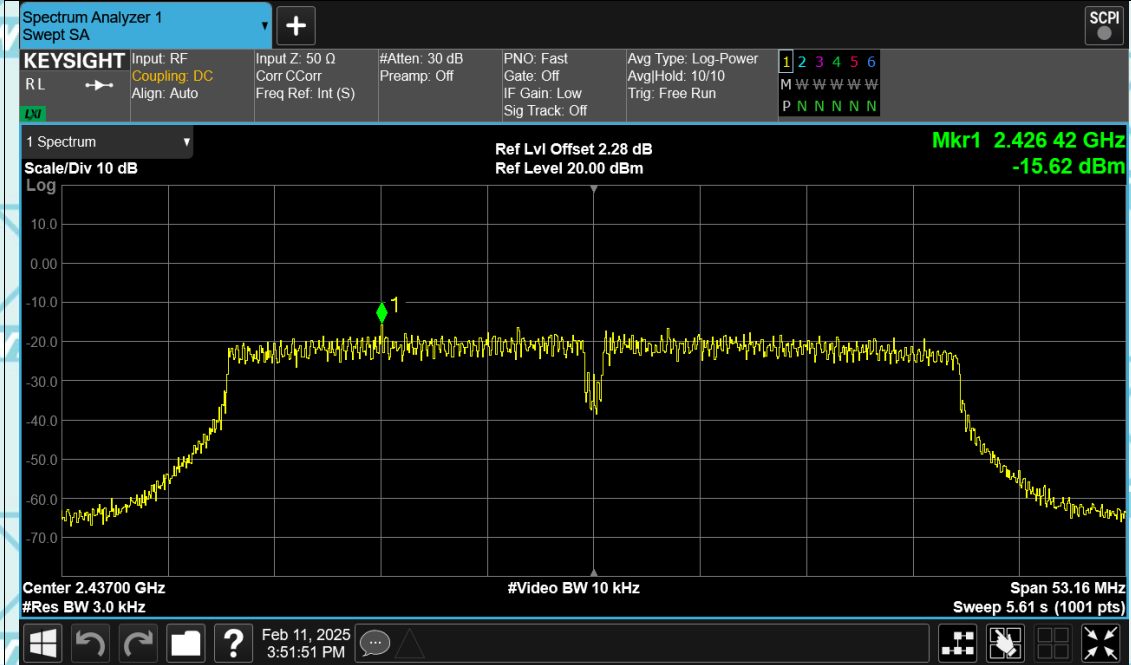 Spectrum Analyzer 1
Swept SA
+
SCPI
KEYSIGHT
R L
LXI
Input: RF
Coupling: DC
Align: Auto
Input Z: 50 Ω
Corr CCorr
Freq Ref: Int (S)
#Atten: 30 dB
Preamp: Off
PNO: Fast
Gate: Off
IF Gain: Low
Sig Track: Off
Avg Type: Log-Power
Avg|Hold: 10/10
Trig: Free Run
1 2 3 4 5 6
M W W W W W
P N N N N N
1 Spectrum
Scale/Div 10 dB
Log
Ref Lvl Offset 2.28 dB
Ref Level 20.00 dBm
Mkr1 2.426 42 GHz
-15.62 dBm
10.0
0.00
-10.0
-20.0
-30.0
-40.0
-50.0
-60.0
-70.0
1
Center 2.43700 GHz
#Res BW 3.0 kHz
#Video BW 10 kHz
Span 53.16 MHz
Sweep 5.61 s (1001 pts)
?
Feb 11, 2025
3:51:51 PM